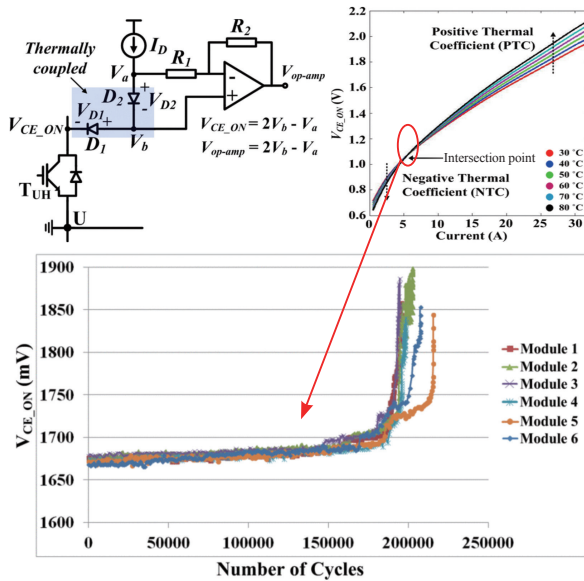 Thermally
coupled
I_D
V_a
R_1
R_2
-
+
V_op-amp
D_2
+
-
V_D2
V_CE_ON
-
V_D1
+
D_1
V_b
V_CE_ON = 2V_b - V_a
V_op-amp = 2V_b - V_a
T_UH
U
V_CE_ON (V)
2.2
2.0
1.8
1.6
1.4
1.2
1.0
0.8
0.6
Positive Thermal
Coefficient (PTC)
Intersection point
Negative Thermal
Coefficient (NTC)
30 °C
40 °C
50 °C
60 °C
70 °C
80 °C
0 5 10 15 20 25 30
Current (A)
V_CE_ON (mV)
1900
1850
1800
1750
1700
1650
1600
0 50000 100000 150000 200000 250000
Number of Cycles
Module 1
Module 2
Module 3
Module 4
Module 5
Module 6